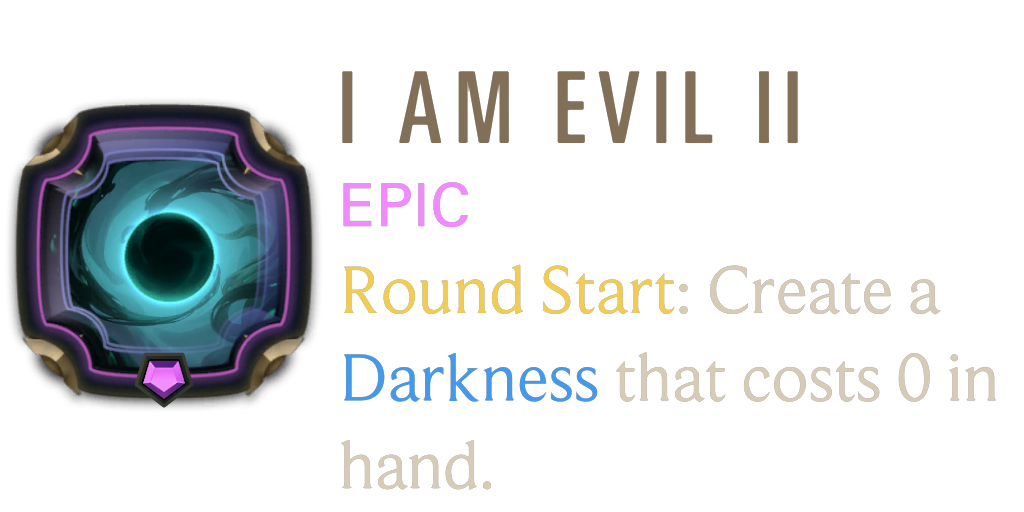 I AM EVIL II
EPIC
Round Start: Create a
Darkness that costs 0 in
hand.